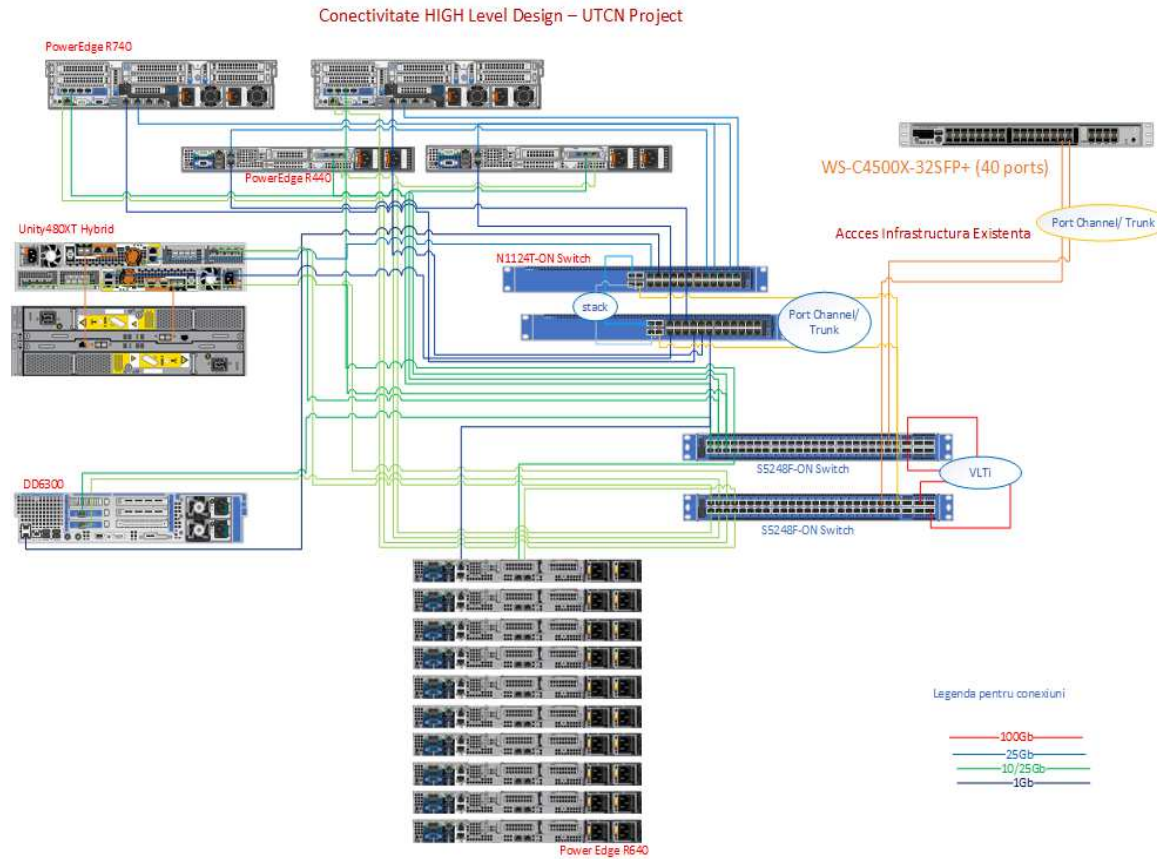 Conectivitate HIGH Level Design – UTCN Project
PowerEdge R740
PowerEdge R440
WS-C4500X-32SFP+ (40 ports)
Unity480XT Hybrid
Port Channel/ Trunk
Accces Infrastructura Existenta
N1124T-ON Switch
stack
Port Channel/
Trunk
S5248F-ON Switch
VLTi
DD6300
S5248F-ON Switch
Legenda pentru conexiuni
100Gb
25Gb
10/25Gb
1Gb
Power Edge R640